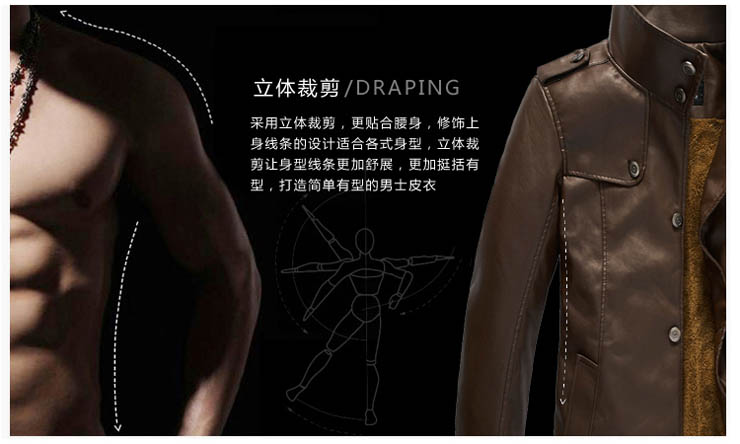 立体裁剪/DRAPING
采用立体裁剪，更贴合腰身，修饰上
身线条的设计适合各式身型，立体裁
剪让身型线条更加舒展，更加挺括有
型，打造简单有型的男士皮衣